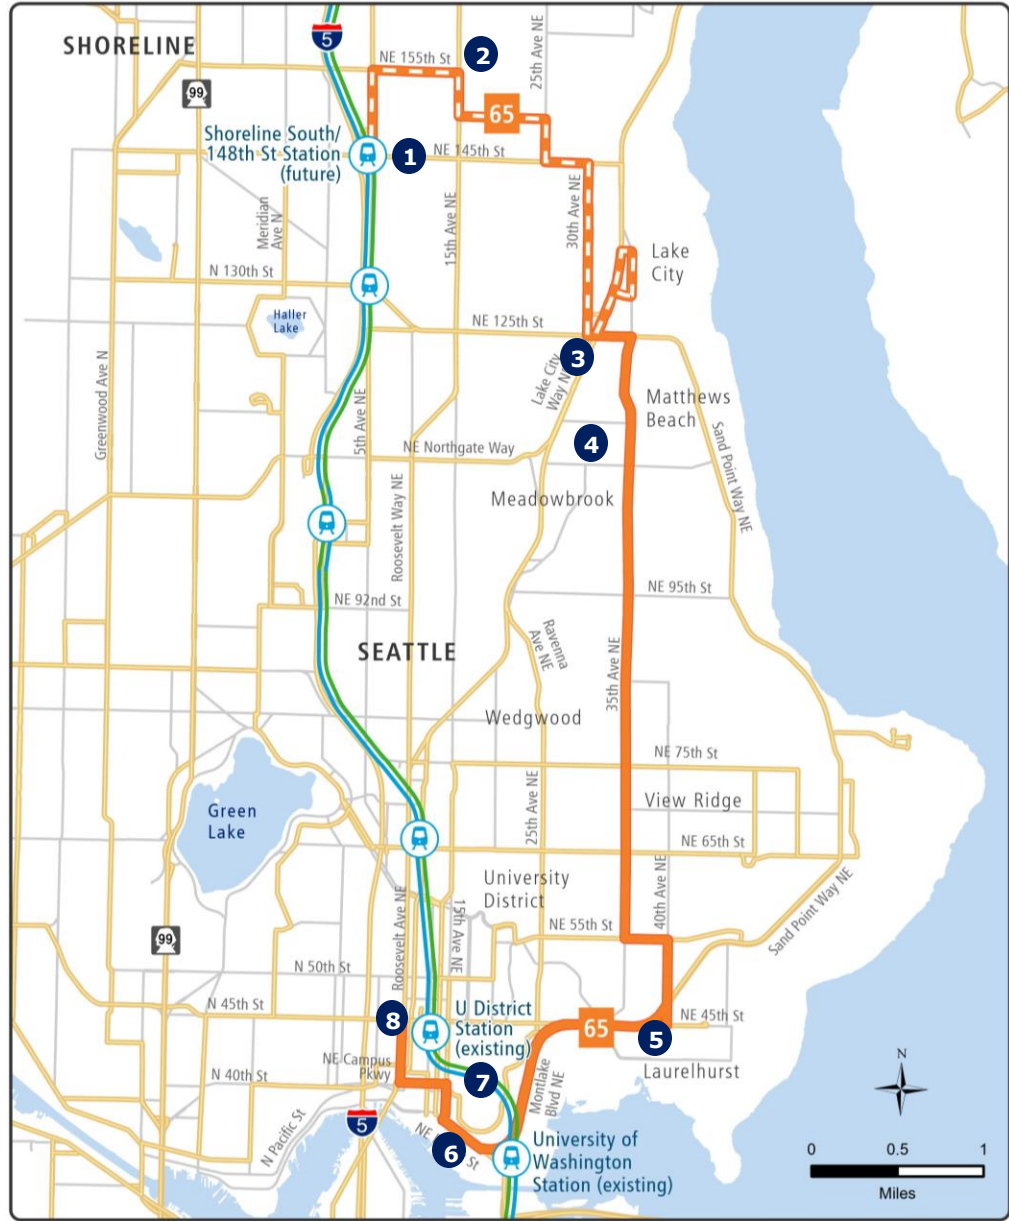 SHORELINE
5
NE 155th St
2
25th Ave NE
99
65
Shoreline South/
148th St Station
(future)
1
NE 145th St
Meridian
Ave N
15th Ave NE
30th Ave NE
Lake
City
N 130th St
Haller
Lake
NE 125th St
3
Lake City
Way NE
Greenwood Ave N
5th Ave NE
Matthews
Beach
4
NE Northgate Way
Sand Point Way NE
Roosevelt Way NE
Meadowbrook
NE 92nd St
NE 95th St
SEATTLE
Ravenna
Ave NE
35th Ave NE
Wedgwood
NE 75th St
Green
Lake
25th Ave NE
View Ridge
NE 65th St
University
District
40th Ave NE
Roosevelt Ave NE
15th Ave NE
Sand Point Way NE
99
NE 55th St
N 50th St
N 45th St
8
U District
Station
(existing)
65
NE 45th St
5
NE Campus
Pkwy
N 40th St
7
Montlake
Blvd NE
Laurelhurst
N
5
N Pacific St
NE
St
6
University of
Washington
Station (existing)
0
0.5
1
Miles